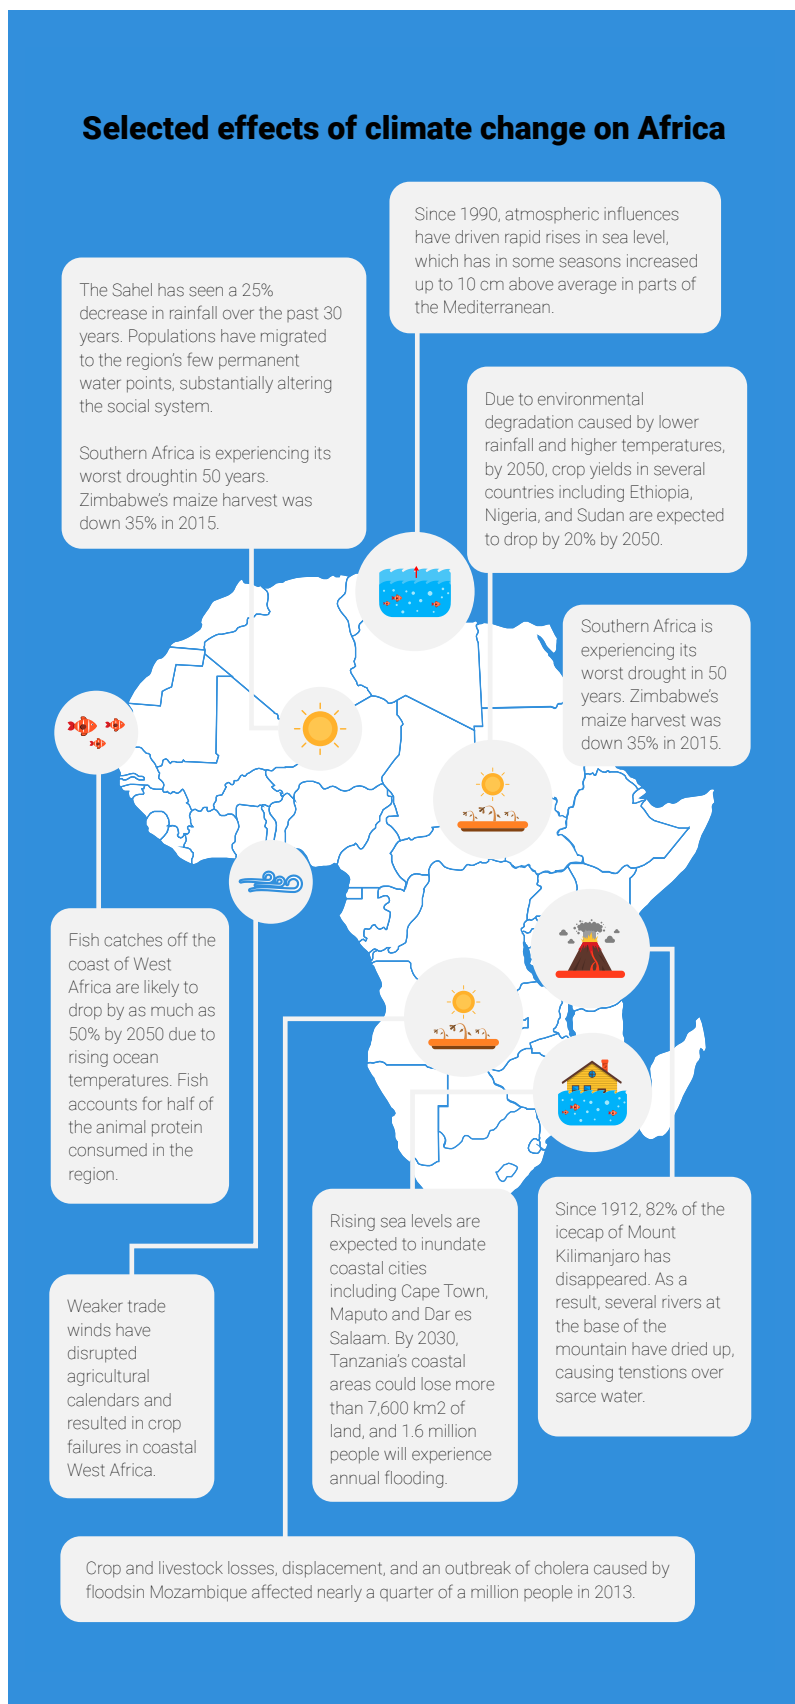 Selected effects of climate change on Africa
Since 1990, atmospheric influences
have driven rapid rises in sea level,
which has in some seasons increased
up to 10 cm above average in parts of
the Mediterranean.
The Sahel has seen a 25%
decrease in rainfall over the past 30
years. Populations have migrated
to the region's few permanent
water points, substantially altering
the social system.
Southern Africa is experiencing its
worst droughtin 50 years.
Zimbabwe's maize harvest was
down 35% in 2015.
Due to environmental
degradation caused by lower
rainfall and higher temperatures,
by 2050, crop yields in several
countries including Ethiopia,
Nigeria, and Sudan are expected
to drop by 20% by 2050.
Southern Africa is
experiencing its
worst drought in 50
years. Zimbabwe's
maize harvest was
down 35% in 2015.
Fish catches off the
coast of West
Africa are likely to
drop by as much as
50% by 2050 due to
rising ocean
temperatures. Fish
accounts for half of
the animal protein
consumed in the
region.
Weaker trade
winds have
disrupted
agricultural
calendars and
resulted in crop
failures in coastal
West Africa.
Rising sea levels are
expected to inundate
coastal cities
including Cape Town,
Maputo and Dar es
Salaam. By 2030,
Tanzania's coastal
areas could lose more
than 7,600 km2 of
land, and 1.6 million
people will experience
annual flooding.
Since 1912, 82% of the
icecap of Mount
Kilimanjaro has
disappeared. As a
result, several rivers at
the base of the
mountain have dried up,
causing tenstions over
sarce water.
Crop and livestock losses, displacement, and an outbreak of cholera caused by
floodsin Mozambique affected nearly a quarter of a million people in 2013.